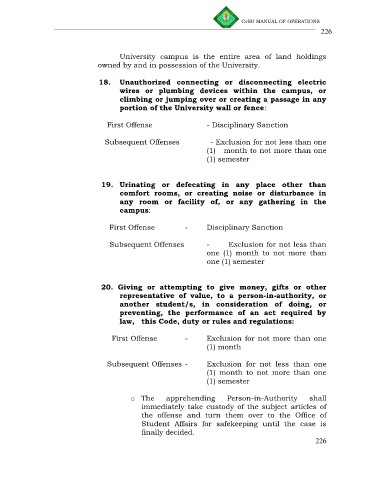 CvSU MANUAL OF OPERATIONS
226
University campus is the entire area of land holdings
owned by and in possession of the University.
18. Unauthorized connecting or disconnecting electric
wires or plumbing devices within the campus, or
climbing or jumping over or creating a passage in any
portion of the University wall or fence:
First Offense - Disciplinary Sanction
Subsequent Offenses - Exclusion for not less than one
(1) month to not more than one
(1) semester
19. Urinating or defecating in any place other than
comfort rooms, or creating noise or disturbance in
any room or facility of, or any gathering in the
campus:
First Offense - Disciplinary Sanction
Subsequent Offenses - Exclusion for not less than
one (1) month to not more than
one (1) semester
20. Giving or attempting to give money, gifts or other
representative of value, to a person-in-authority, or
another student/s, in consideration of doing, or
preventing, the performance of an act required by
law, this Code, duty or rules and regulations:
First Offense - Exclusion for not more than one
(1) month
Subsequent Offenses - Exclusion for not less than one
(1) month to not more than one
(1) semester
o The apprehending Person-in-Authority shall
immediately take custody of the subject articles of
the offense and turn them over to the Office of
Student Affairs for safekeeping until the case is
finally decided.
226